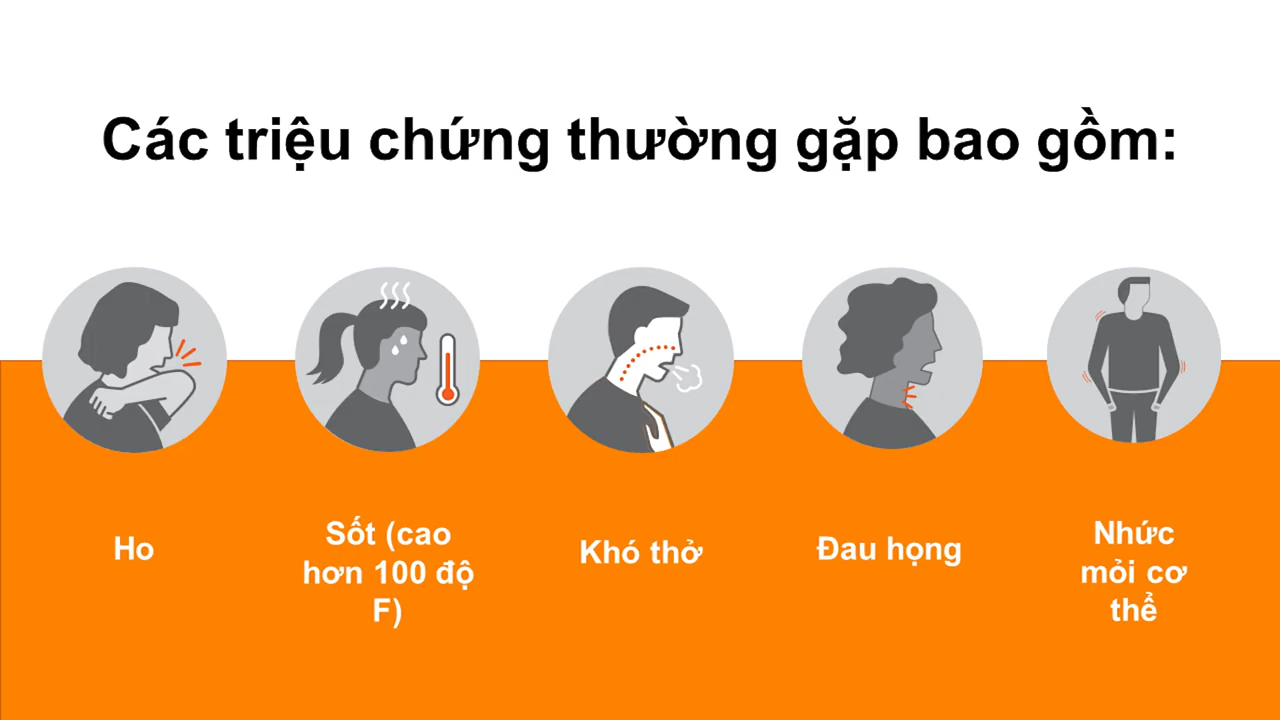 Các triệu chứng thường gặp bao gồm:
Ho
Sốt (cao
hơn 100 độ
F)
Khó thở
Đau họng
Nhức
mỏi cơ
thể